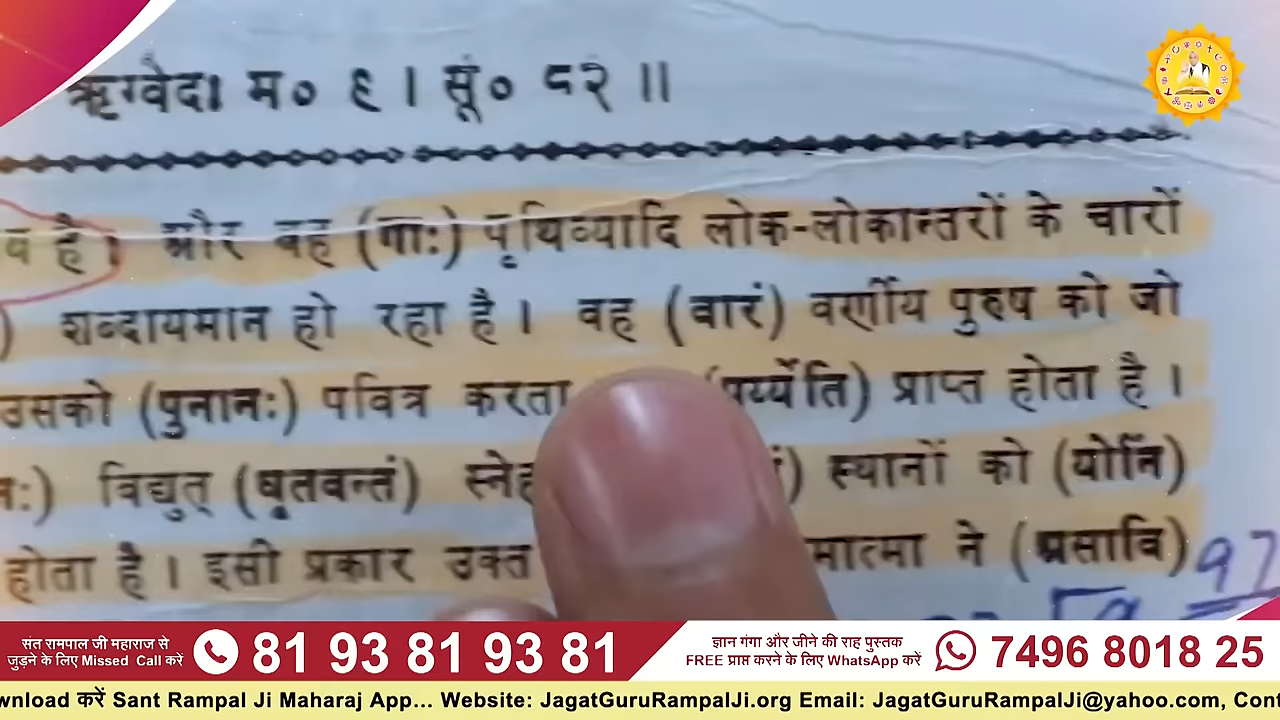 ऋग्वेदः म० ९ । सूं० ८२ ॥
है । और वह (गाः) पृथिव्यादि लोक-लोकान्तरों के चारों
शब्दायमान हो रहा है । वह (वारं) वर्णीय पुरुष को जो
उसको (पुनानः) पवित्र करता (पर्य्येति) प्राप्त होता है ।
विद्युत् (घृतवन्तं) स्थानों को (योनिं)
होता है । इसी प्रकार उक्त ने (प्रसावि)
97
संत रामपाल जी महाराज से
जुड़ने के लिए Missed Call करें
81 93 81 93 81
ज्ञान गंगा और जीने की राह पुस्तक
FREE प्राप्त करने के लिए WhatsApp करें
7496 8018 25
करें Sant Rampal Ji Maharaj App... Website: JagatGuruRampalJi.org Email: JagatGuruRampalJi@yahoo.com,